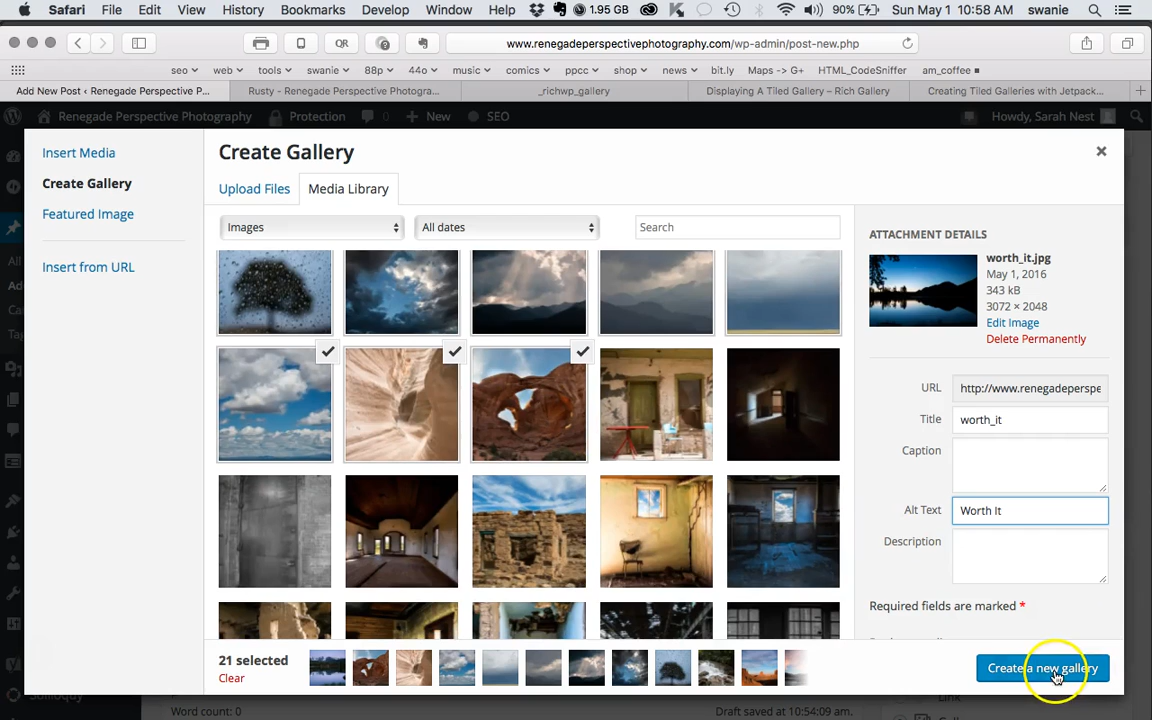 Safari File Edit View History Bookmarks Develop Window Help 1.95 GB 90% Sun May 1 10:58 AM swanie
QR www.renegadeperspectivephotography.com/wp-admin/post-new.php
seo web tools swanie 88p 44o music comics ppcc shop news bit.ly Maps -> G+ HTML_CodeSniffer am_coffee
Add New Post ‹ Renegade Perspective P... Rusty - Renegade Perspective Photogra... _richwp_gallery Displaying A Tiled Gallery – Rich Gallery Creating Tiled Galleries with Jetpack...
Renegade Perspective Photography Protection 0 New SEO Howdy, Sarah Nest
Insert Media
Create Gallery
Featured Image
Insert from URL
Create Gallery
Upload Files Media Library
Images All dates Search
ATTACHMENT DETAILS
worth_it.jpg
May 1, 2016
343 kB
3072 × 2048
Edit Image
Delete Permanently
URL http://www.renegadeperspe
Title worth_it
Caption
Alt Text Worth It
Description
Required fields are marked *
21 selected
Clear
Create a new gallery
Word count: 0 Draft saved at 10:54:09 am.